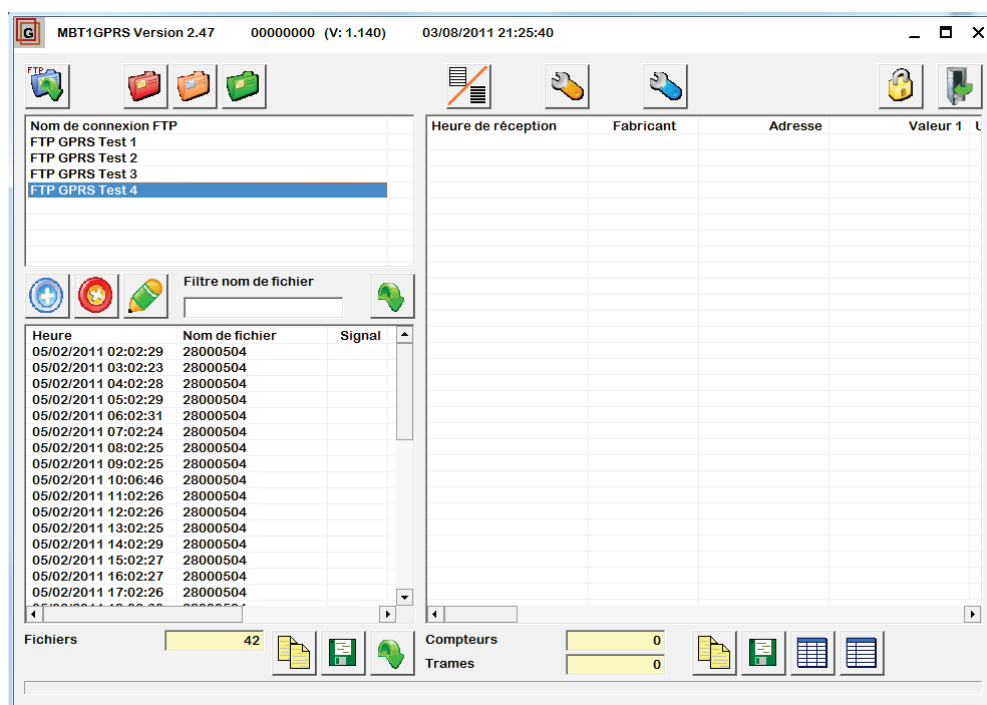 G MBT1GPRS Version 2.47 00000000 (V: 1.140) 03/08/2011 21:25:40
FTP
Nom de connexion FTP
FTP GPRS Test 1
FTP GPRS Test 2
FTP GPRS Test 3
FTP GPRS Test 4
Filtre nom de fichier
Heure Nom de fichier Signal
05/02/2011 02:02:29 28000504
05/02/2011 03:02:23 28000504
05/02/2011 04:02:28 28000504
05/02/2011 05:02:29 28000504
05/02/2011 06:02:31 28000504
05/02/2011 07:02:24 28000504
05/02/2011 08:02:25 28000504
05/02/2011 09:02:25 28000504
05/02/2011 10:06:46 28000504
05/02/2011 11:02:26 28000504
05/02/2011 12:02:26 28000504
05/02/2011 13:02:25 28000504
05/02/2011 14:02:29 28000504
05/02/2011 15:02:27 28000504
05/02/2011 16:02:27 28000504
05/02/2011 17:02:26 28000504
Fichiers 42
Heure de réception Fabricant Adresse Valeur 1
Compteurs 0
Trames 0